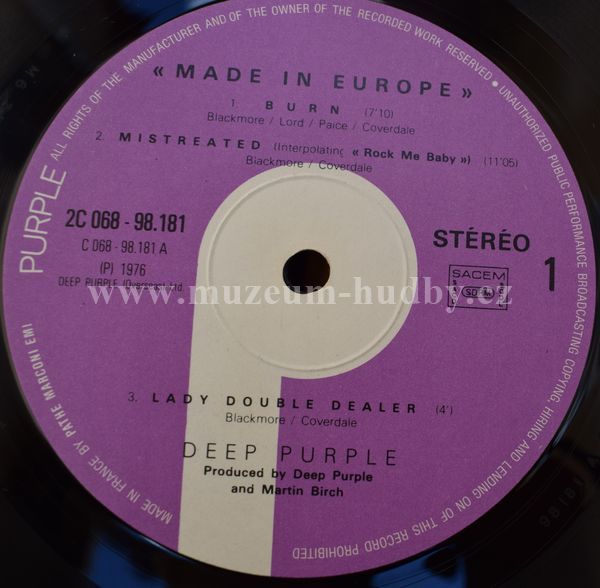 ALL RIGHTS OF THE MANUFACTURER AND OF THE OWNER OF THE RECORDED WORK RESERVED • UNAUTHORIZED PUBLIC PERFORMANCE BROADCASTING COPYING, HIRING AND LENDING ON OF THIS RECORD PROHIBITED
« MADE IN EUROPE »
1. BURN (7'10)
Blackmore / Lord / Paice / Coverdale
2. MISTREATED (Interpolating « Rock Me Baby ») (11'05)
Blackmore / Coverdale
PURPLE
2C 068 - 98.181
C 068 - 98.181 A
(P) 1976
DEEP PURPLE (Overseas) Ltd
STÉRÉO
1
SACEM
www.muzeum-hudby.cz
3. LADY DOUBLE DEALER (4')
Blackmore / Coverdale
DEEP PURPLE
Produced by Deep Purple
and Martin Birch
MADE IN FRANCE BY PATHE MARCONI EMI